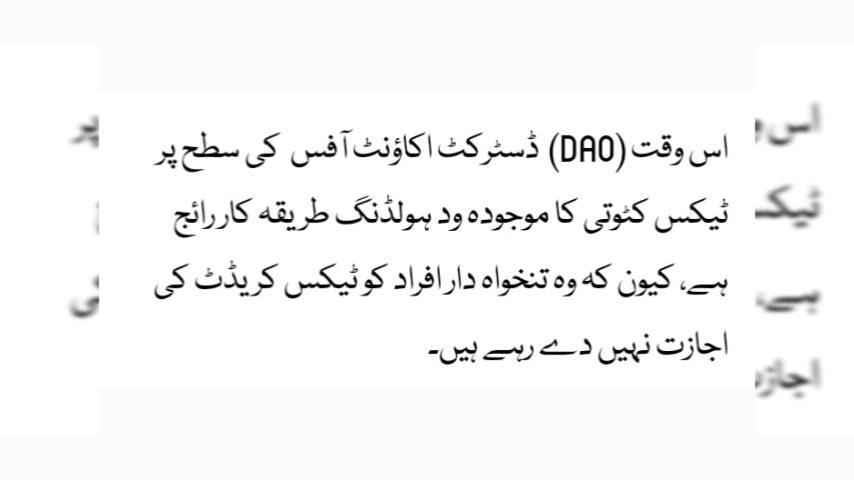 اس وقت (DAO) ڈسٹرکٹ اکاؤنٹ آفس کی سطح پر
ٹیکس کٹوتی کا موجودہ ود ہولڈنگ طریقہ کار رائج
ہے، کیون کہ وہ تنخواہ دار افراد کو ٹیکس کریڈٹ کی
اجازت نہیں دے رہے ہیں۔